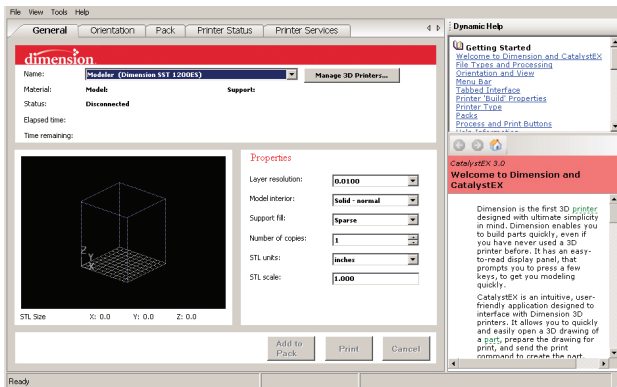 File View Tools Help
General Orientation Pack Printer Status Printer Services
dimension
Name: Modeler (Dimension SST 1200ES) Manage 3D Printers...
Material: Model: Support:
Status: Disconnected
Elapsed time:
Time remaining:
Properties
Layer resolution: 0.0100
Model interior: Solid - normal
Support fill: Sparse
Number of copies: 1
STL units: inches
STL scale: 1.000
Z
Y
X
STL Size X: 0.0 Y: 0.0 Z: 0.0
Add to
Pack
Print Cancel
Ready
Dynamic Help
Getting Started
Welcome to Dimension and CatalystEX
File Types and Processing
Orientation and View
Menu Bar
Tabbed Interface
Printer 'Build' Properties
Printer Type
Packs
Process and Print Buttons
Help Information
CatalystEX 3.0
Welcome to Dimension and
CatalystEX
Dimension is the first 3D printer
designed with ultimate simplicity
in mind. Dimension enables you
to build parts quickly, even if
you have never used a 3D
printer before. It has an easy-
to-read display panel, that
prompts you to press a few
keys, to get you modeling
quickly.
CatalystEX is an intuitive, user-
friendly application designed to
interface with Dimension 3D
printers. It allows you to quickly
and easily open a 3D drawing of
a part, prepare the drawing for
print, and send the print
command to create the part.